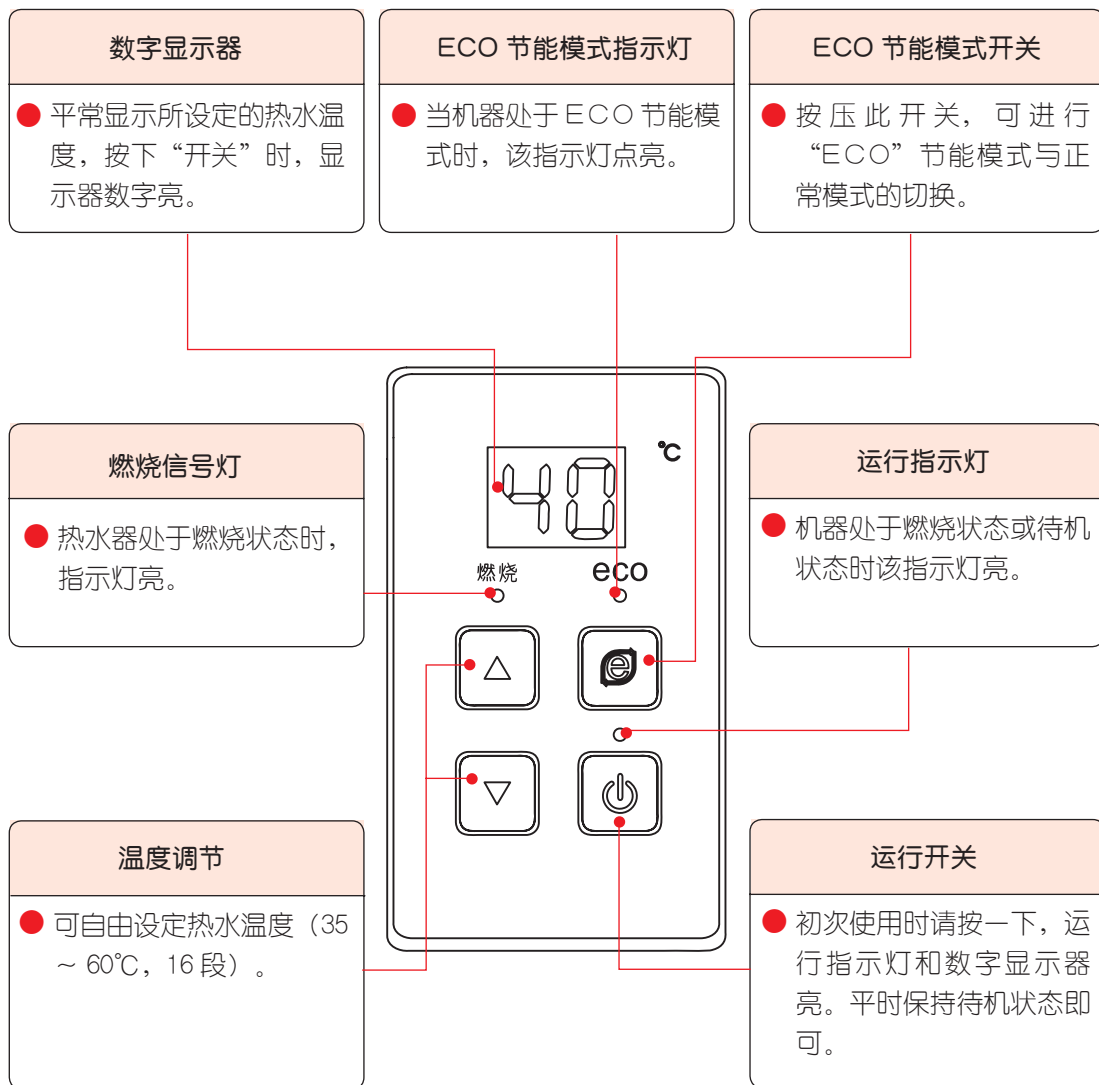 数字显示器
● 平常显示所设定的热水温
度，按下“开关”时，显
示器数字亮。
ECO 节能模式指示灯
● 当机器处于 ECO 节能模
式时，该指示灯点亮。
ECO 节能模式开关
● 按压此开关，可进行
“ECO”节能模式与正
常模式的切换。
40
℃
燃烧
eco
e
燃烧信号灯
● 热水器处于燃烧状态时，
指示灯亮。
运行指示灯
● 机器处于燃烧状态或待机
状态时该指示灯亮。
温度调节
● 可自由设定热水温度（35
～ 60℃，16 段）。
运行开关
● 初次使用时请按一下，运
行指示灯和数字显示器
亮。平时保持待机状态即
可。